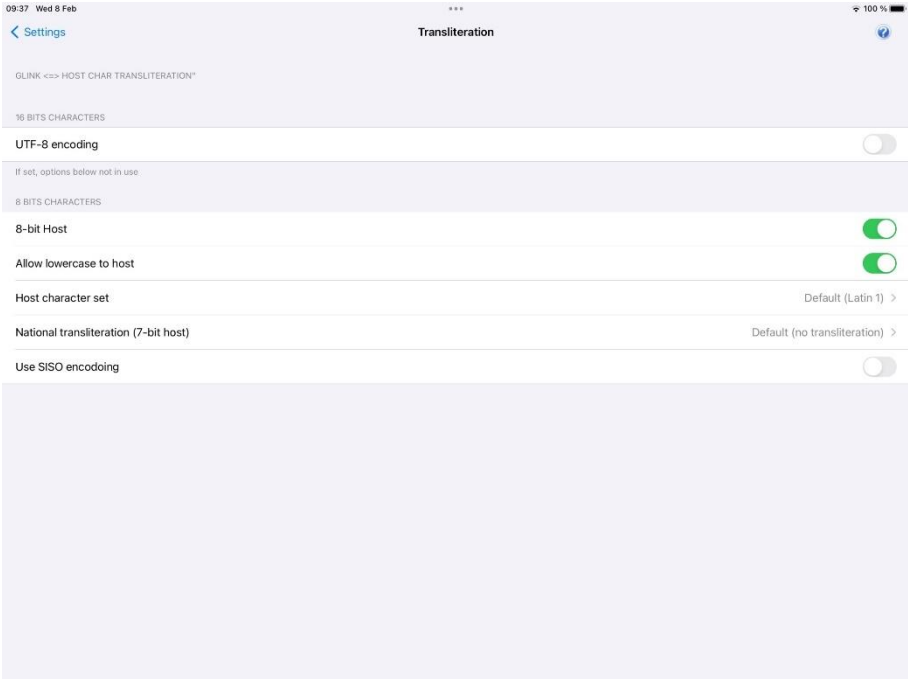 09:37 Wed 8 Feb 100 %
Settings Transliteration ?
GLINK <=> HOST CHAR TRANSLITERATION"
16 BITS CHARACTERS
UTF-8 encoding
If set, options below not in use
8 BITS CHARACTERS
8-bit Host
Allow lowercase to host
Host character set Default (Latin 1)
National transliteration (7-bit host) Default (no transliteration)
Use SISO encodoing